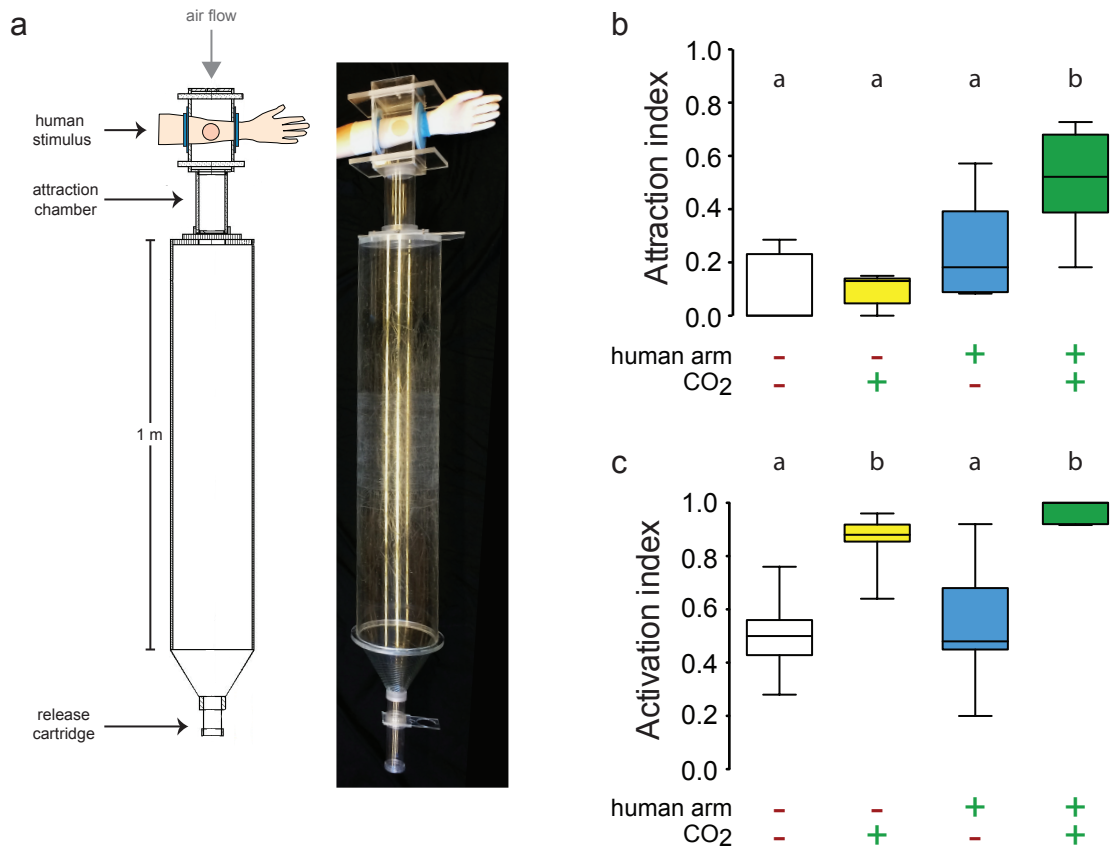 a
air flow
human
stimulus
attraction
chamber
1 m
release
cartridge
b
Attraction index
1.0
0.8
0.6
0.4
0.2
0.0
a a a b
human arm - - + +
CO2 - + - +
c
Activation index
1.0
0.8
0.6
0.4
0.2
0.0
a b a b
human arm - - + +
CO2 - + - +